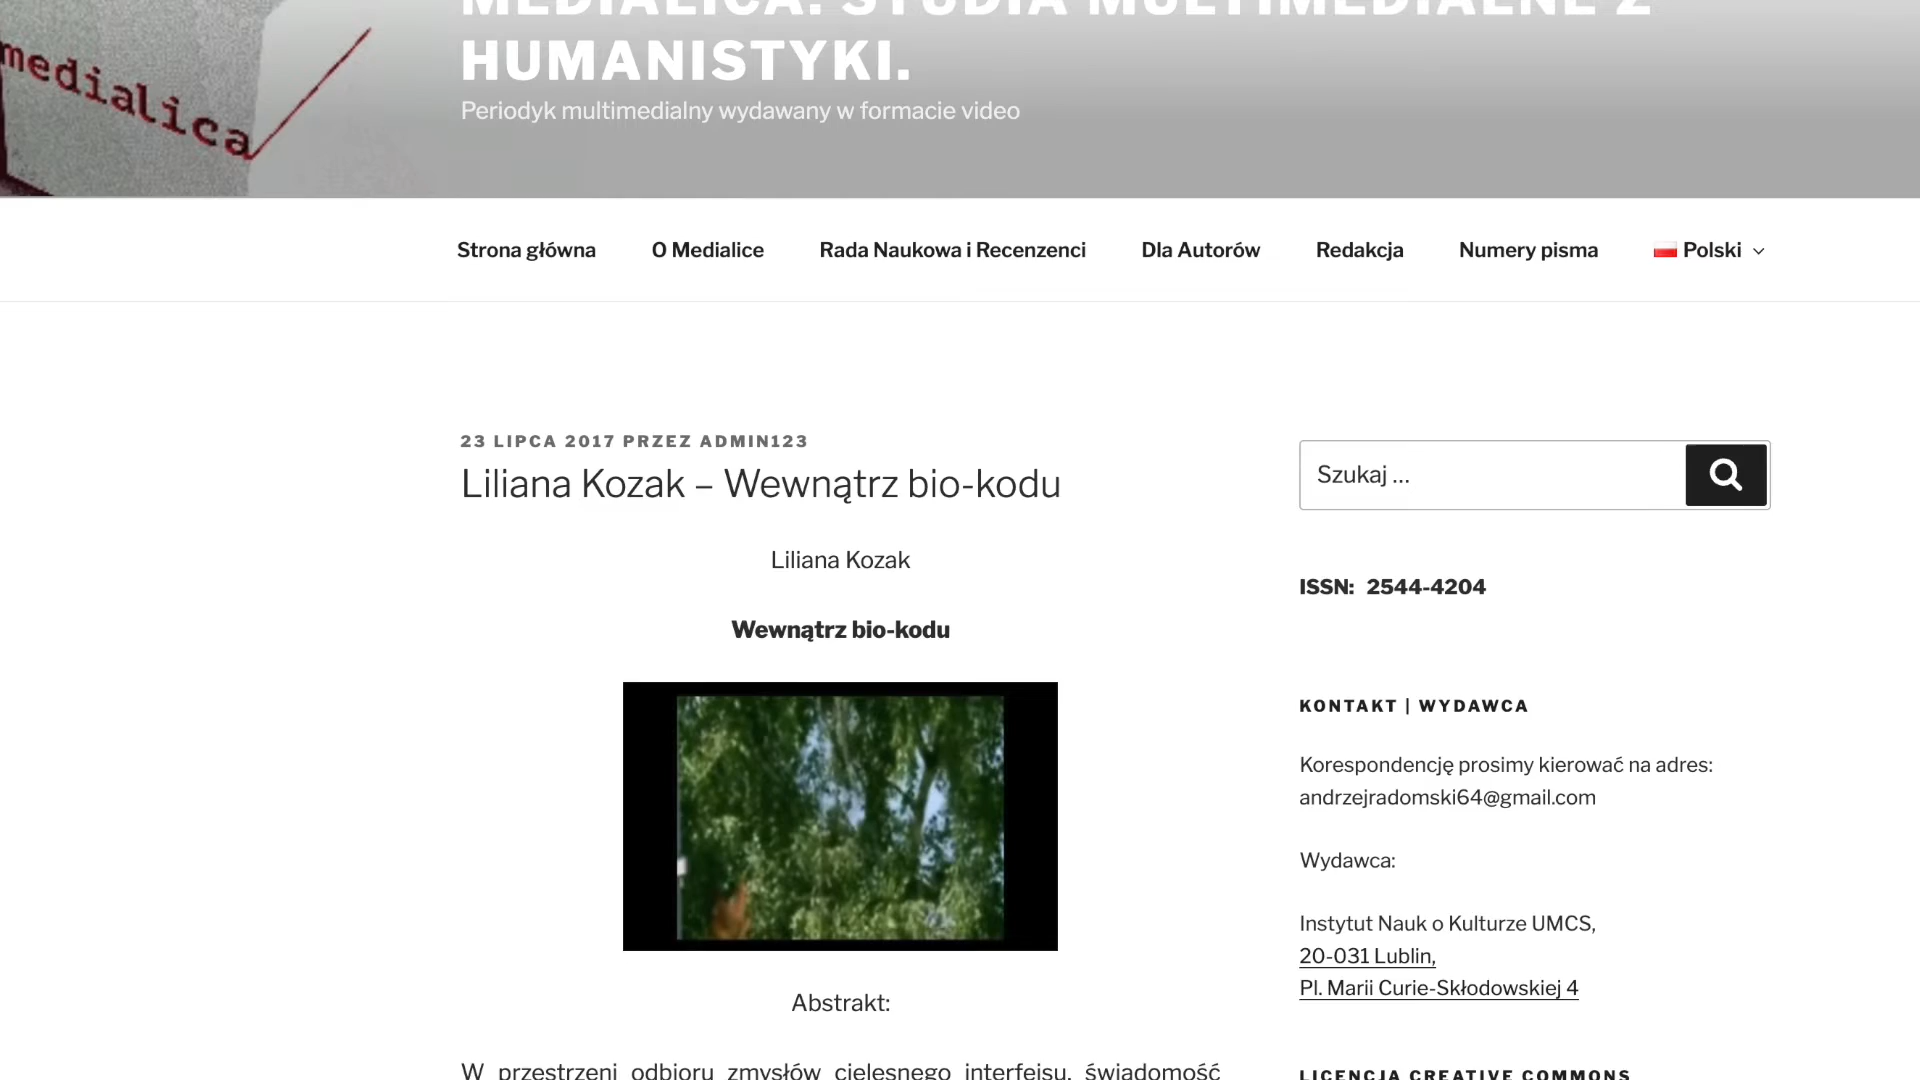 MEDIALICA. STUDIA MULTIMEDIALNE Z
HUMANISTYKI.
Periodyk multimedialny wydawany w formacie video
medialica
Strona główna
O Medialice
Rada Naukowa i Recenzenci
Dla Autorów
Redakcja
Numery pisma
Polski
23 LIPCA 2017 PRZEZ ADMIN123
Liliana Kozak – Wewnątrz bio-kodu
Liliana Kozak
Wewnątrz bio-kodu
Abstrakt:
W przestrzeni odbioru zmysłów cielesnego interfejsu, świadomość
Szukaj ...
ISSN: 2544-4204
KONTAKT | WYDAWCA
Korespondencję prosimy kierować na adres:
andrzejradomski64@gmail.com
Wydawca:
Instytut Nauk o Kulturze UMCS,
20-031 Lublin,
Pl. Marii Curie-Skłodowskiej 4
LICENCJA CREATIVE COMMONS